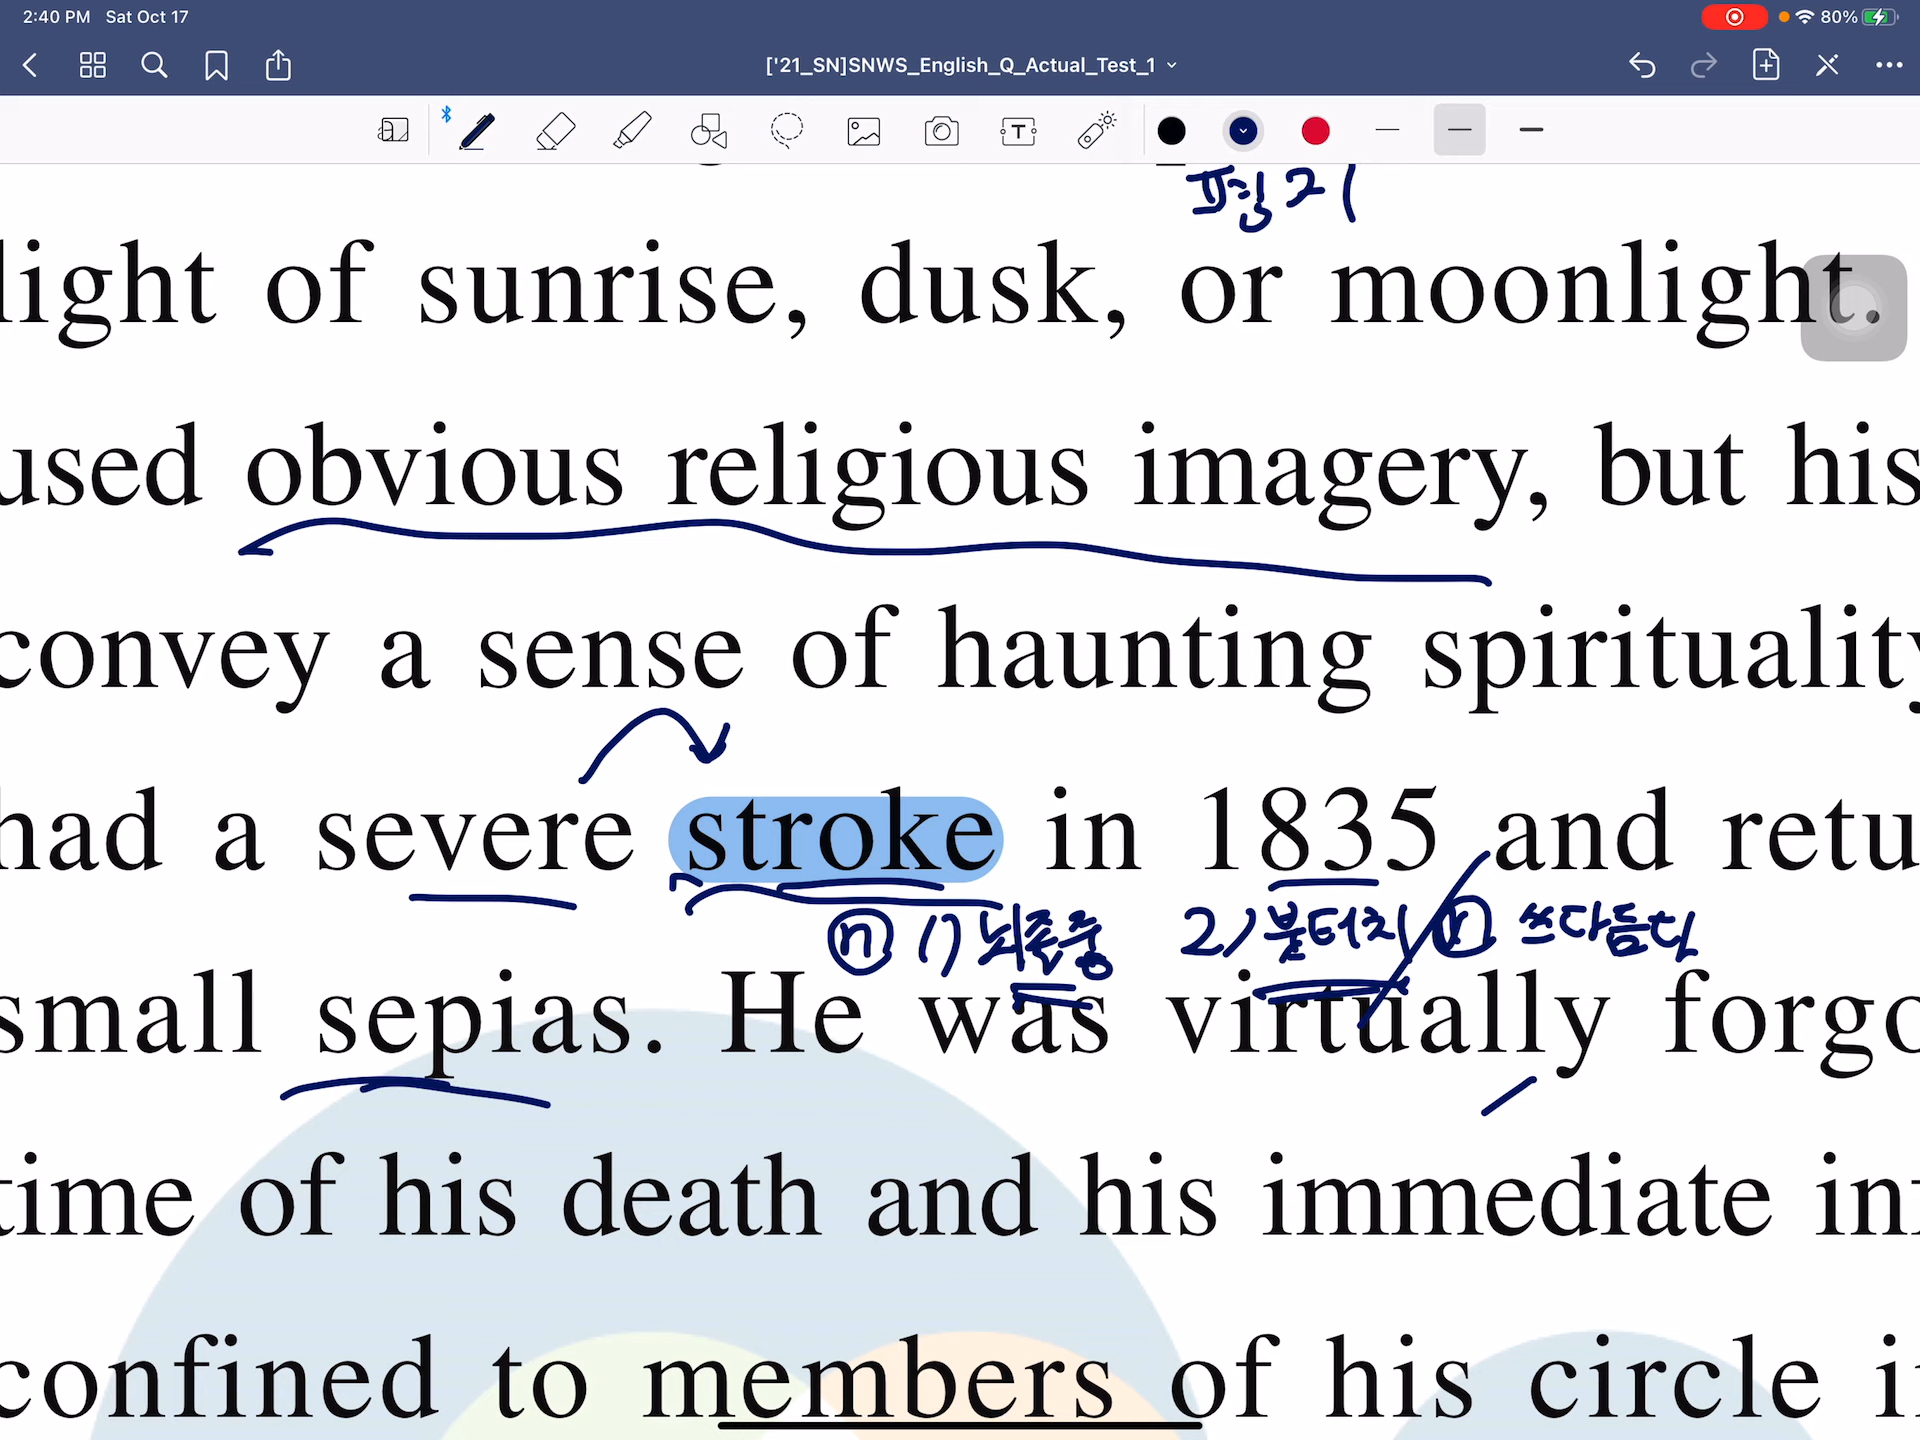 2:40 PM Sat Oct 17 80%
['21_SN]SNWS_English_Q_Actual_Test_1
평가
light of sunrise, dusk, or moonlight.
used obvious religious imagery, but his
convey a sense of haunting spirituality
had a severe stroke in 1835 and retu
ⓝ 1) 뇌졸중 2) 붓터치 ⓥ 쓰다듬다
small sepias. He was virtually forgo
time of his death and his immediate in
confined to members of his circle i